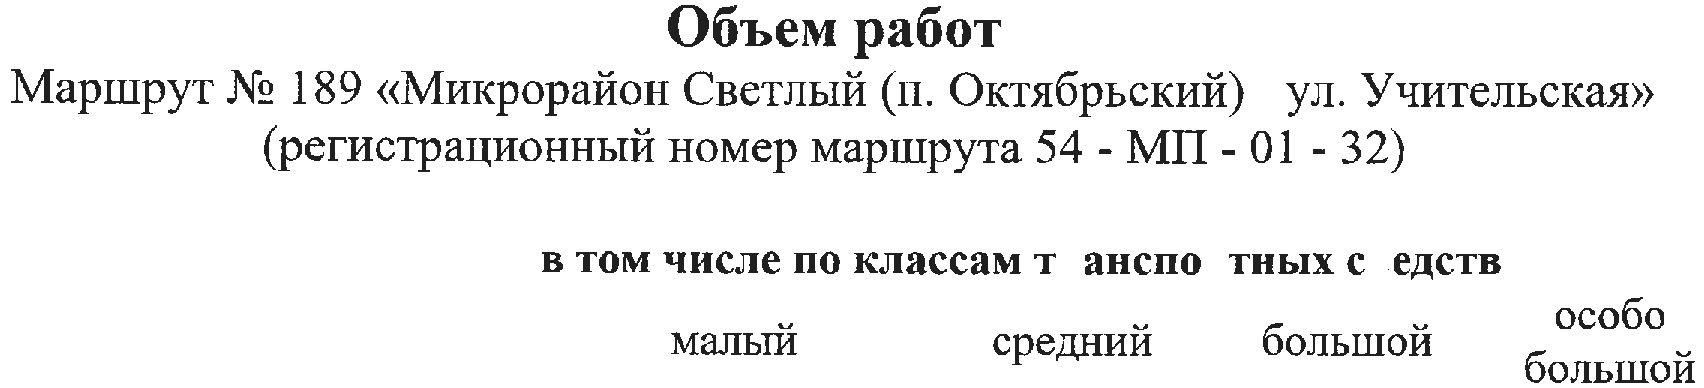 Объем работ
Маршрут № 189 «Микрорайон Светлый (п. Октябрьский) ул. Учительская»
(регистрационный номер маршрута 54 - МП - 01 - 32)
в том числе по классам т анспо тных с едств
малый средний большой особо
большой